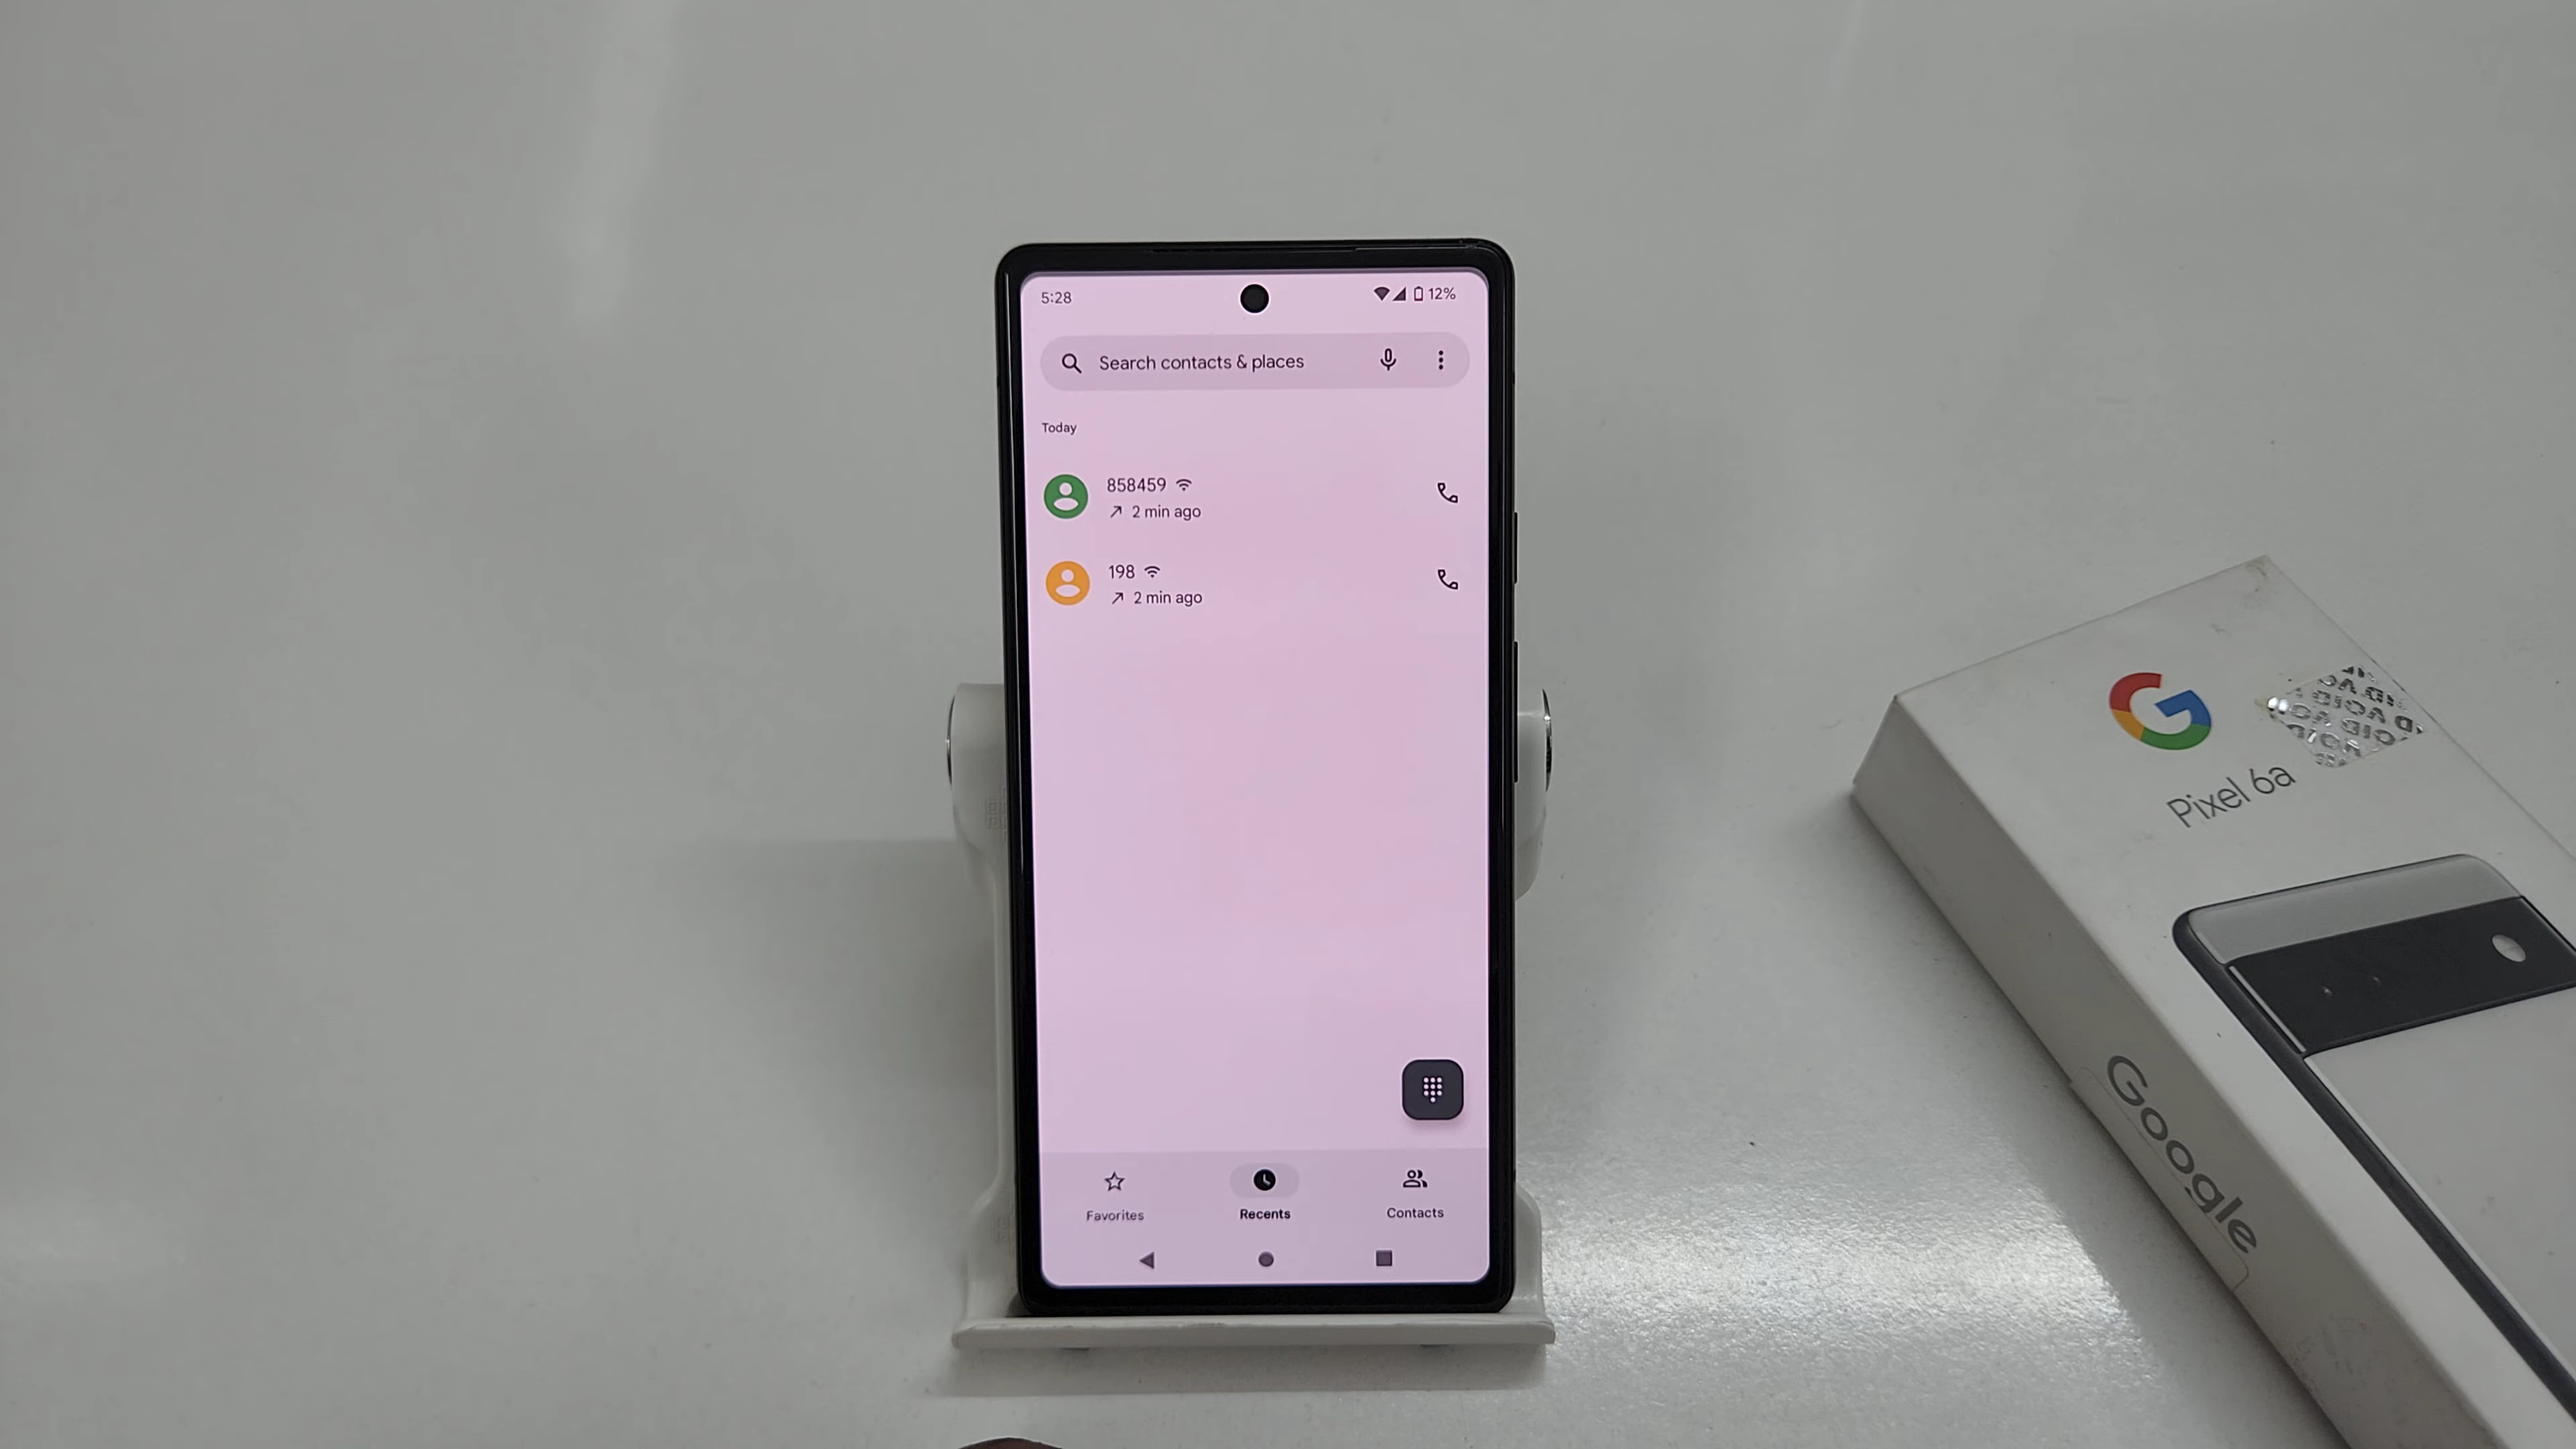 5:28
12%
Search contacts & places
Today
858459
2 min ago
198
2 min ago
Favorites
Recents
Contacts
G
Pixel 6a
Google